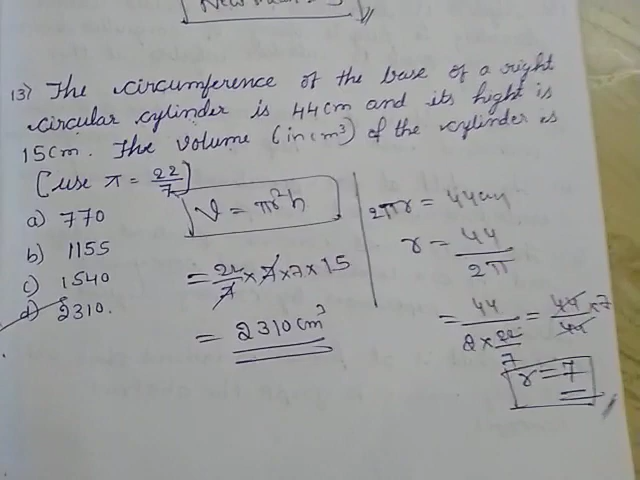 13) The circumference of the base of a right
circular cylinder is 44cm and its hight is
15cm. The volume (in cm³) of the cylinder is
[use π = 22/7]
a) 770
b) 1155
c) 1540
d) 2310.
V = πr²h
= 22/7 × 7 × 7 × 15
= 2310 cm³
2πr = 44cm
r = 44/2π
= 44/(2 × 22/7) = 44/44 × 7
r = 7